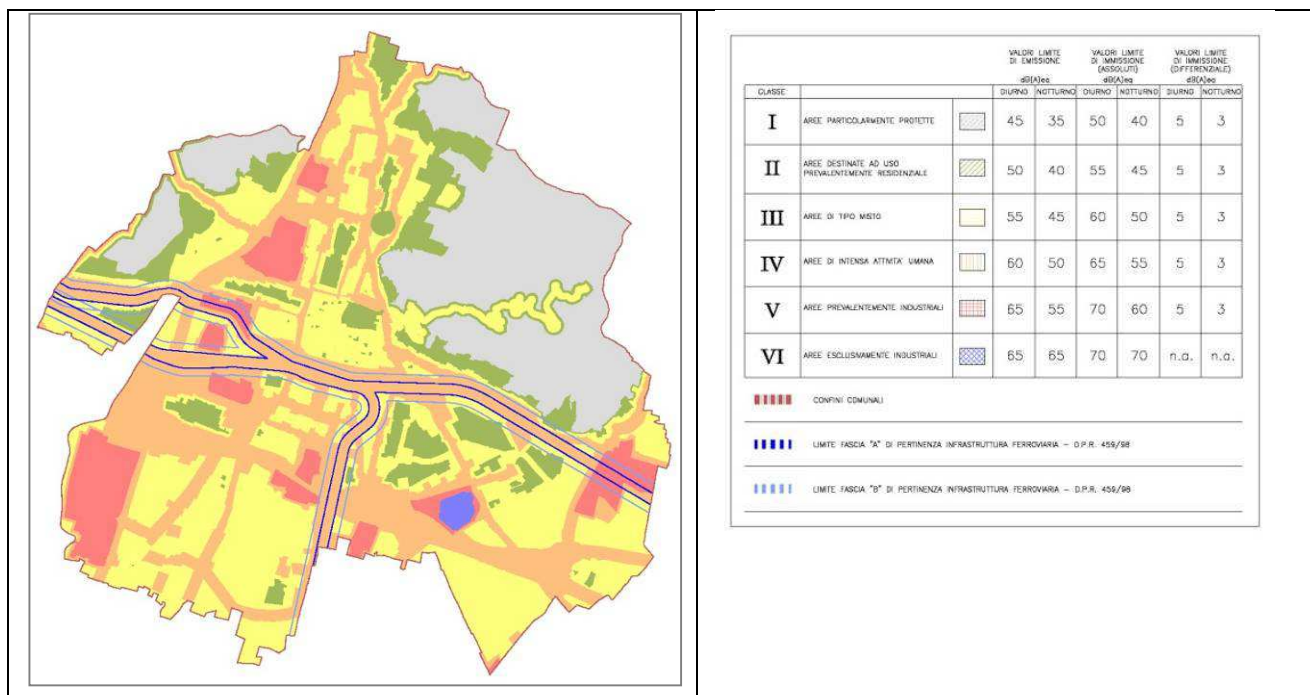 VALORI LIMITE DI EMISSIONE dB(A)eq
VALORI LIMITE DI IMMISSIONE (ASSOLUTI) dB(A)eq
VALORI LIMITE DI IMMISSIONE (DIFFERENZIALE) dB(A)eq
CLASSE DIURNO NOTTURNO DIURNO NOTTURNO DIURNO NOTTURNO
I AREE PARTICOLARMENTE PROTETTE 45 35 50 40 5 3
II AREE DESTINATE AD USO PREVALENTEMENTE RESIDENZIALE 50 40 55 45 5 3
III AREE DI TIPO MISTO 55 45 60 50 5 3
IV AREE DI INTENSA ATTIVITA' UMANA 60 50 65 55 5 3
V AREE PREVALENTEMENTE INDUSTRIALI 65 55 70 60 5 3
VI AREE ESCLUSIVAMENTE INDUSTRIALI 65 65 70 70 n.a. n.a.
CONFINI COMUNALI
LIMITE FASCIA "A" DI PERTINENZA INFRASTRUTTURA FERROVIARIA - D.P.R. 459/98
LIMITE FASCIA "B" DI PERTINENZA INFRASTRUTTURA FERROVIARIA - D.P.R. 459/98